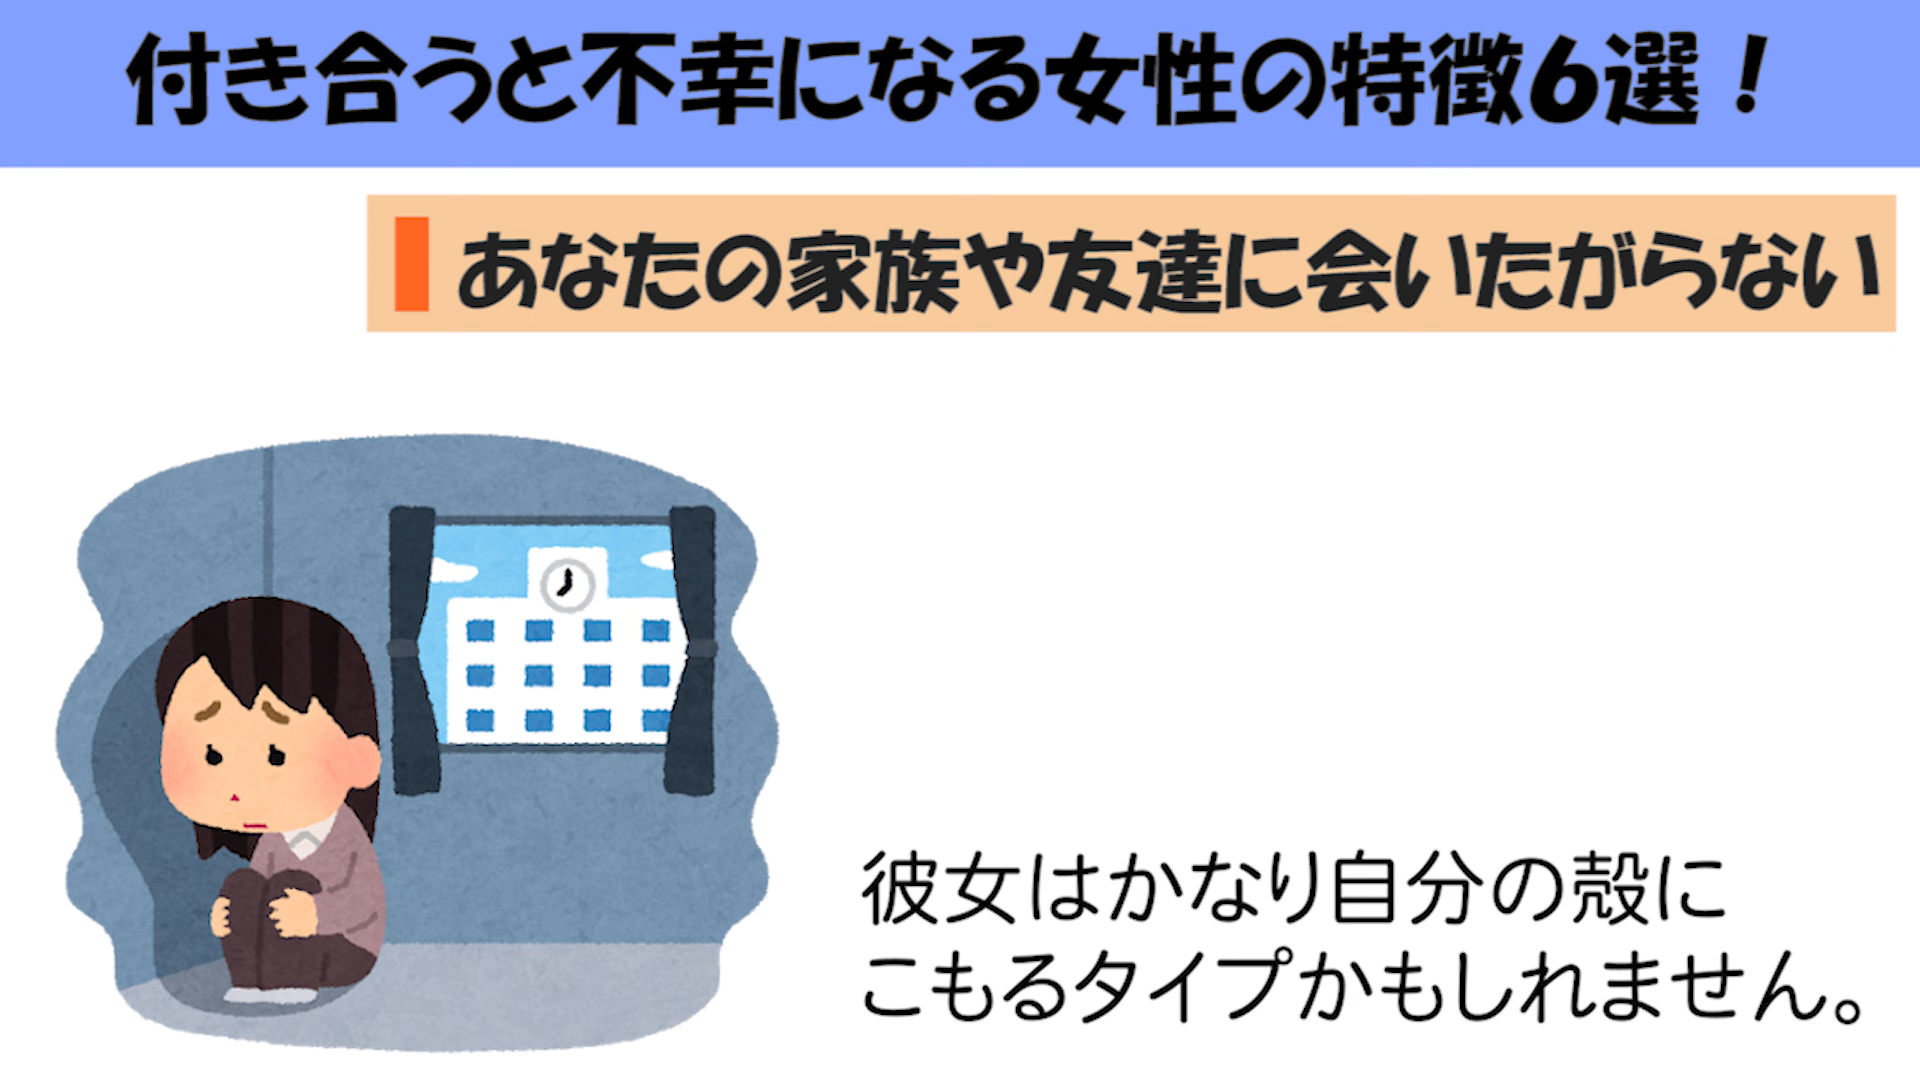 付き合うと不幸になる女性の特徴6選！
あなたの家族や友達に会いたがらない
彼女はかなり自分の殻に
こもるタイプかもしれません。